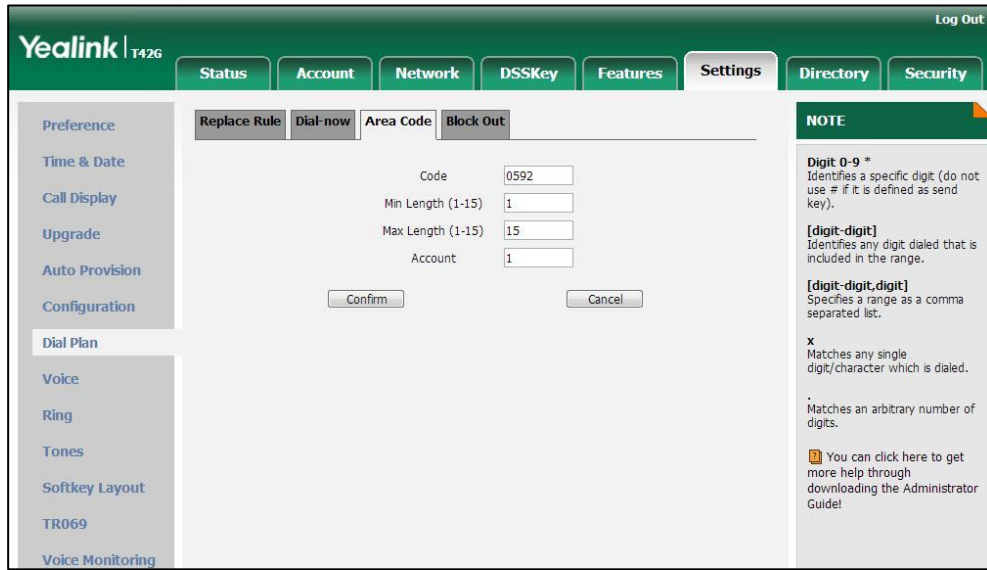 Log Out
Yealink | T42G
Status Account Network DSSKey Features Settings Directory Security
Preference
Time & Date
Call Display
Upgrade
Auto Provision
Configuration
Dial Plan
Voice
Ring
Tones
Softkey Layout
TR069
Voice Monitoring
Replace Rule Dial-now Area Code Block Out
Code 0592
Min Length (1-15) 1
Max Length (1-15) 15
Account 1
Confirm Cancel
NOTE
Digit 0-9 *
Identifies a specific digit (do not
use # if it is defined as send
key).
[digit-digit]
Identifies any digit dialed that is
included in the range.
[digit-digit,digit]
Specifies a range as a comma
separated list.
x
Matches any single
digit/character which is dialed.
.
Matches an arbitrary number of
digits.
? You can click here to get
more help through
downloading the Administrator
Guide!